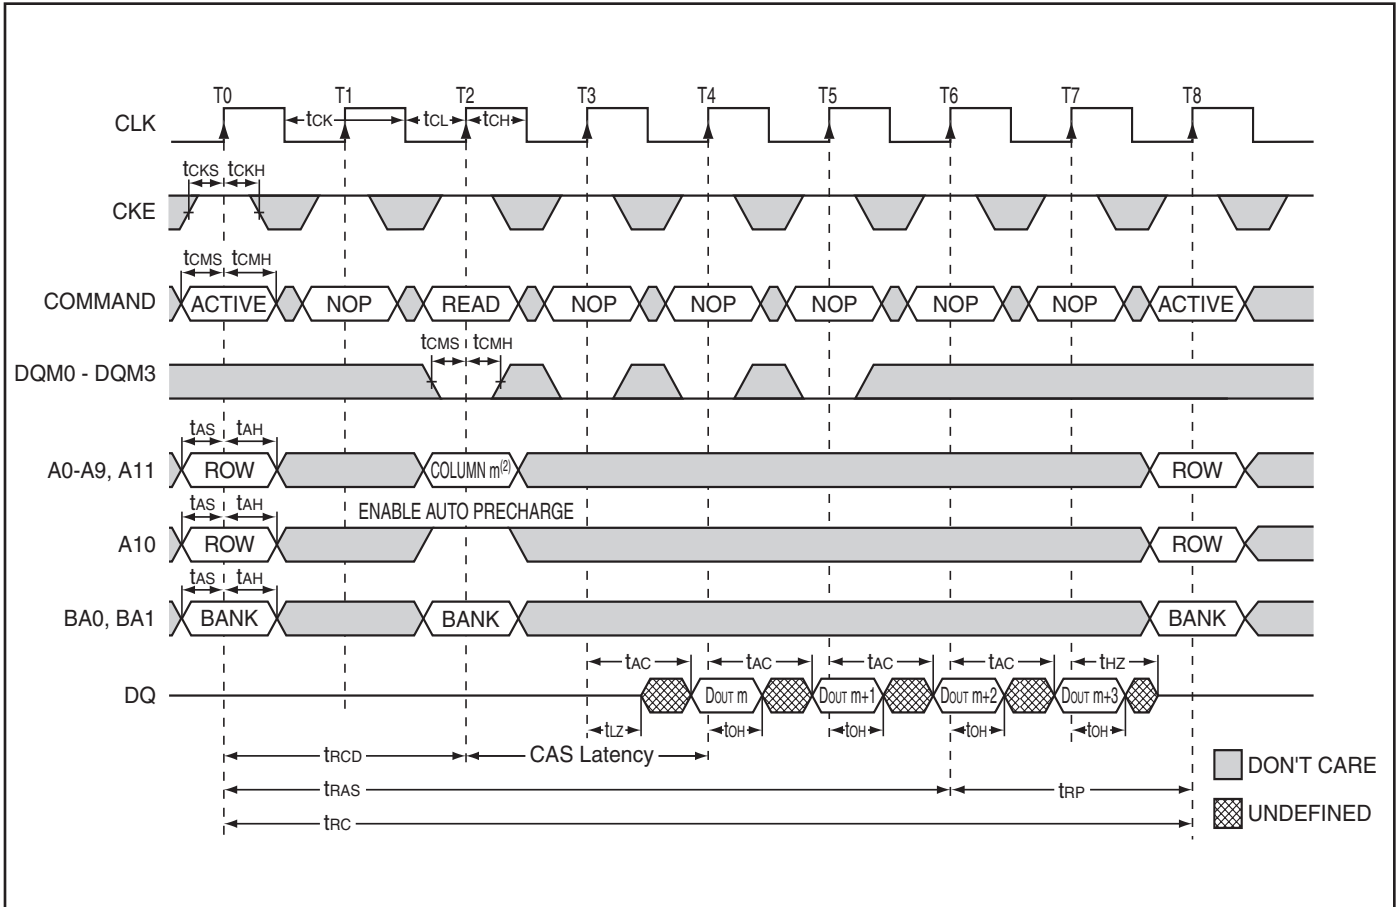 T0 T1 T2 T3 T4 T5 T6 T7 T8
CLK tCK tCL tCH
tCKS tCKH
CKE
tCMS tCMH
COMMAND ACTIVE NOP READ NOP NOP NOP NOP NOP ACTIVE
tCMS tCMH
DQM0 - DQM3
tAS tAH
A0-A9, A11 ROW COLUMN m(2) ROW
tAS tAH ENABLE AUTO PRECHARGE
A10 ROW ROW
tAS tAH
BA0, BA1 BANK BANK BANK
tAC tAC tAC tAC tHZ
DQ DOUT m DOUT m+1 DOUT m+2 DOUT m+3
tLZ tOH tOH tOH tOH
tRCD CAS Latency
DON'T CARE
tRAS tRP
UNDEFINED
tRC